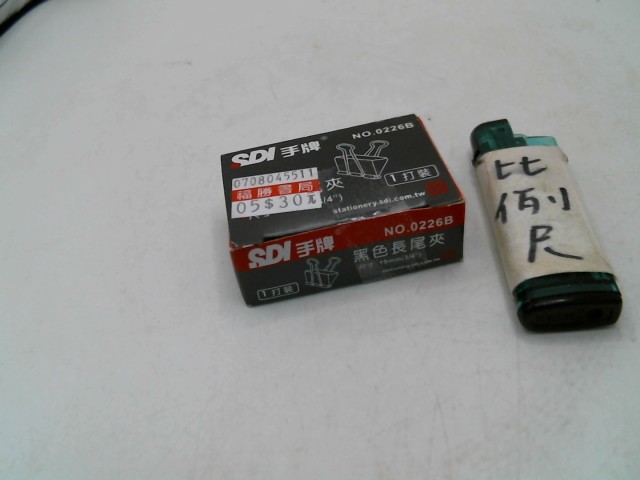 SDI 手牌
NO.0226B
0708045511
福勝書局
05$30元
夾
/4")
1打裝
stationery.sdi.com.tw
SDI 手牌
NO.0226B
黑色長尾夾
1打裝
比
例
尺